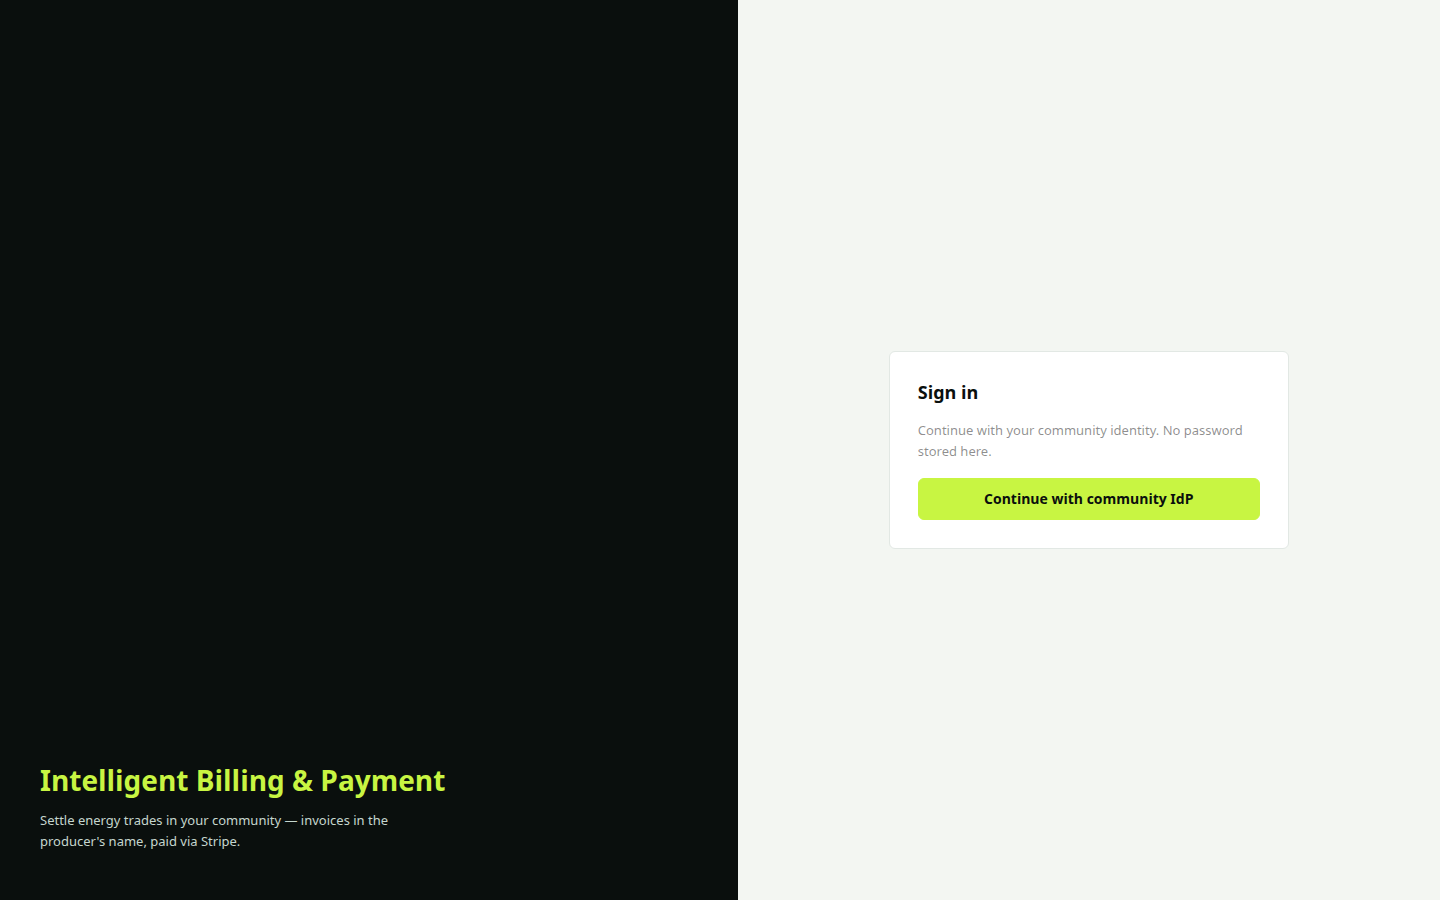 Intelligent Billing & Payment
Settle energy trades in your community — invoices in the
producer's name, paid via Stripe.
Sign in
Continue with your community identity. No password
stored here.
Continue with community IdP